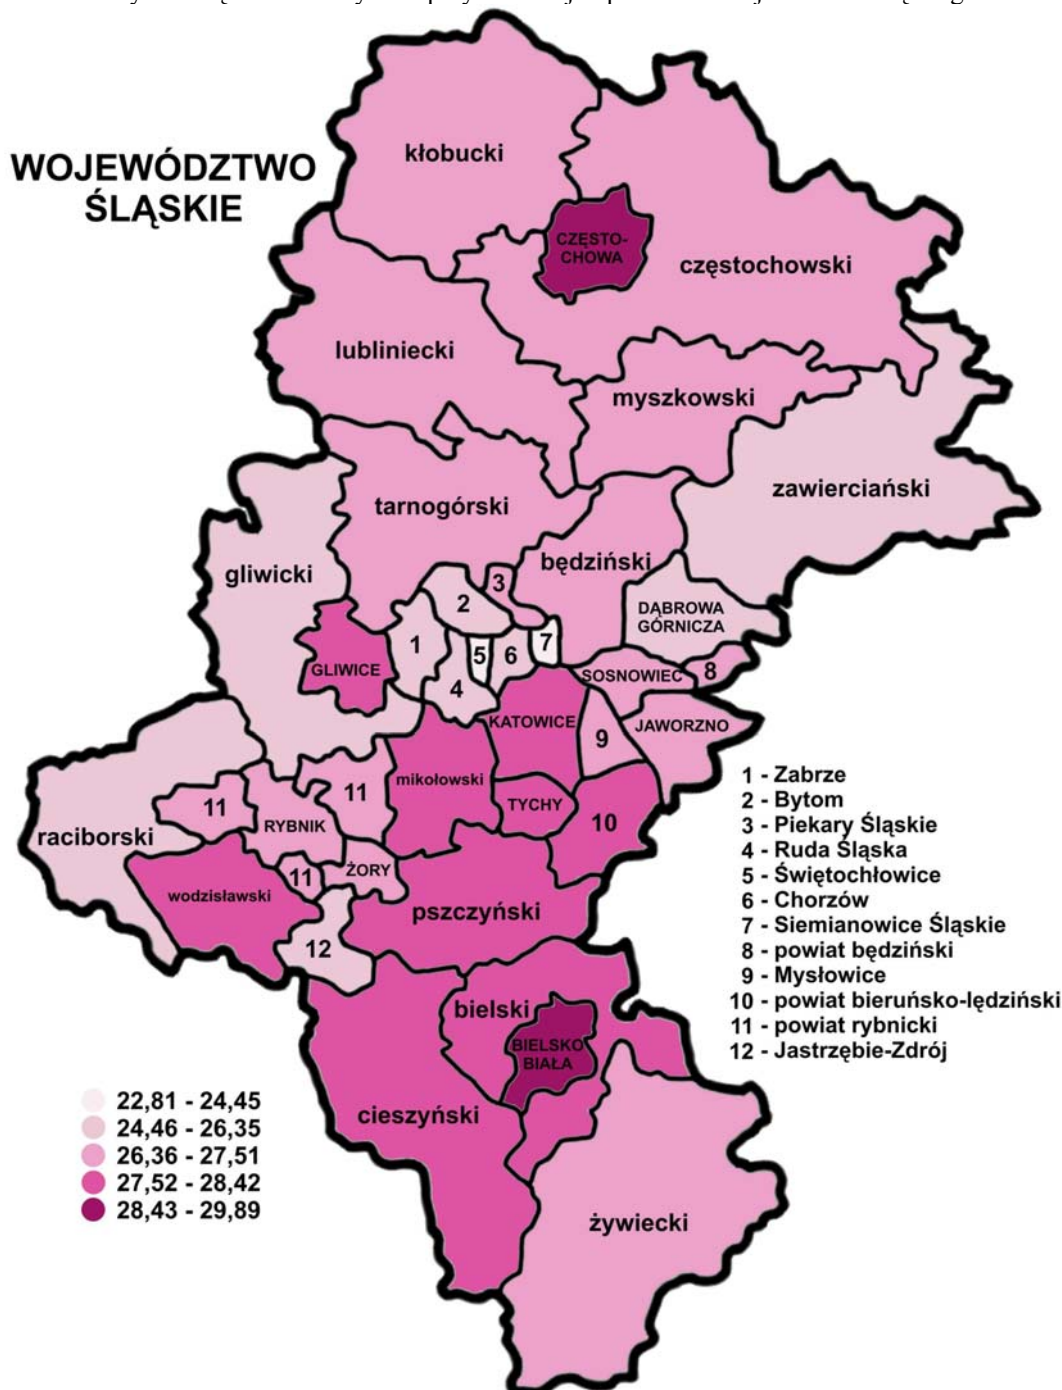 WOJEWÓDZTWO
ŚLĄSKIE
kłobucki
CZĘSTO-
CHOWA
częstochowski
lubliniecki
myszkowski
zawierciański
tarnogórski
będziński
gliwicki
3
2
DĄBROWA
GÓRNICZA
1
7
5
6
GLIWICE
SOSNOWIEC
8
4
KATOWICE
JAWORZNO
9
mikołowski
11
11
TYCHY
10
RYBNIK
raciborski
ŻORY
11
wodzisławski
pszczyński
12
1 - Zabrze
2 - Bytom
3 - Piekary Śląskie
4 - Ruda Śląska
5 - Świętochłowice
6 - Chorzów
7 - Siemianowice Śląskie
8 - powiat będziński
9 - Mysłowice
10 - powiat bieruńsko-lędziński
11 - powiat rybnicki
12 - Jastrzębie-Zdrój
bielski
BIELSKO
BIAŁA
cieszyński
żywiecki
22,81 - 24,45
24,46 - 26,35
26,36 - 27,51
27,52 - 28,42
28,43 - 29,89